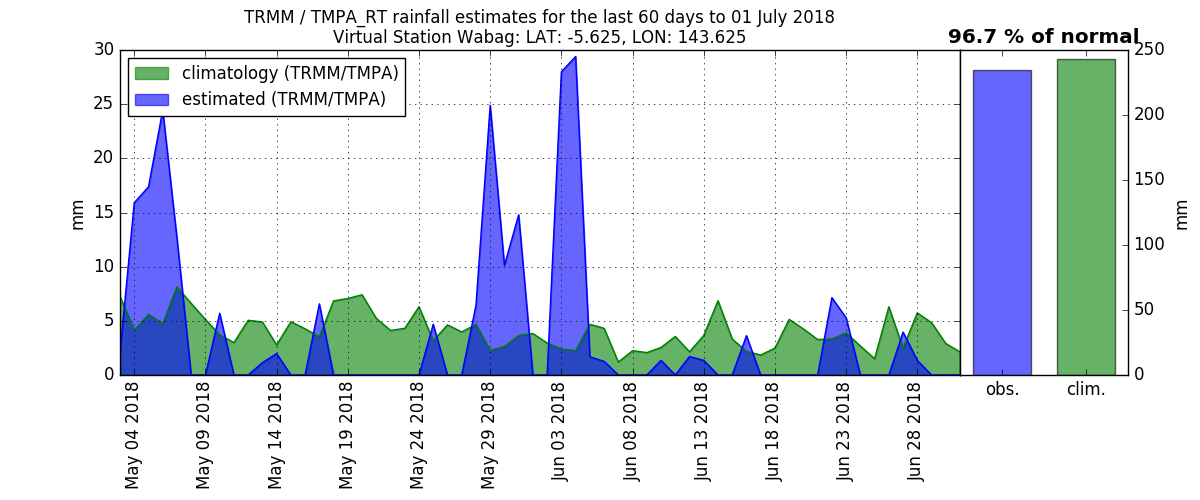 TRMM / TMPA_RT rainfall estimates for the last 60 days to 01 July 2018
Virtual Station Wabag: LAT: -5.625, LON: 143.625
96.7 % of normal
climatology (TRMM/TMPA)
estimated (TRMM/TMPA)
30
25
20
15
10
5
0
mm
May 04 2018
May 09 2018
May 14 2018
May 19 2018
May 24 2018
May 29 2018
Jun 03 2018
Jun 08 2018
Jun 13 2018
Jun 18 2018
Jun 23 2018
Jun 28 2018
250
200
150
100
50
0
mm
obs.
clim.